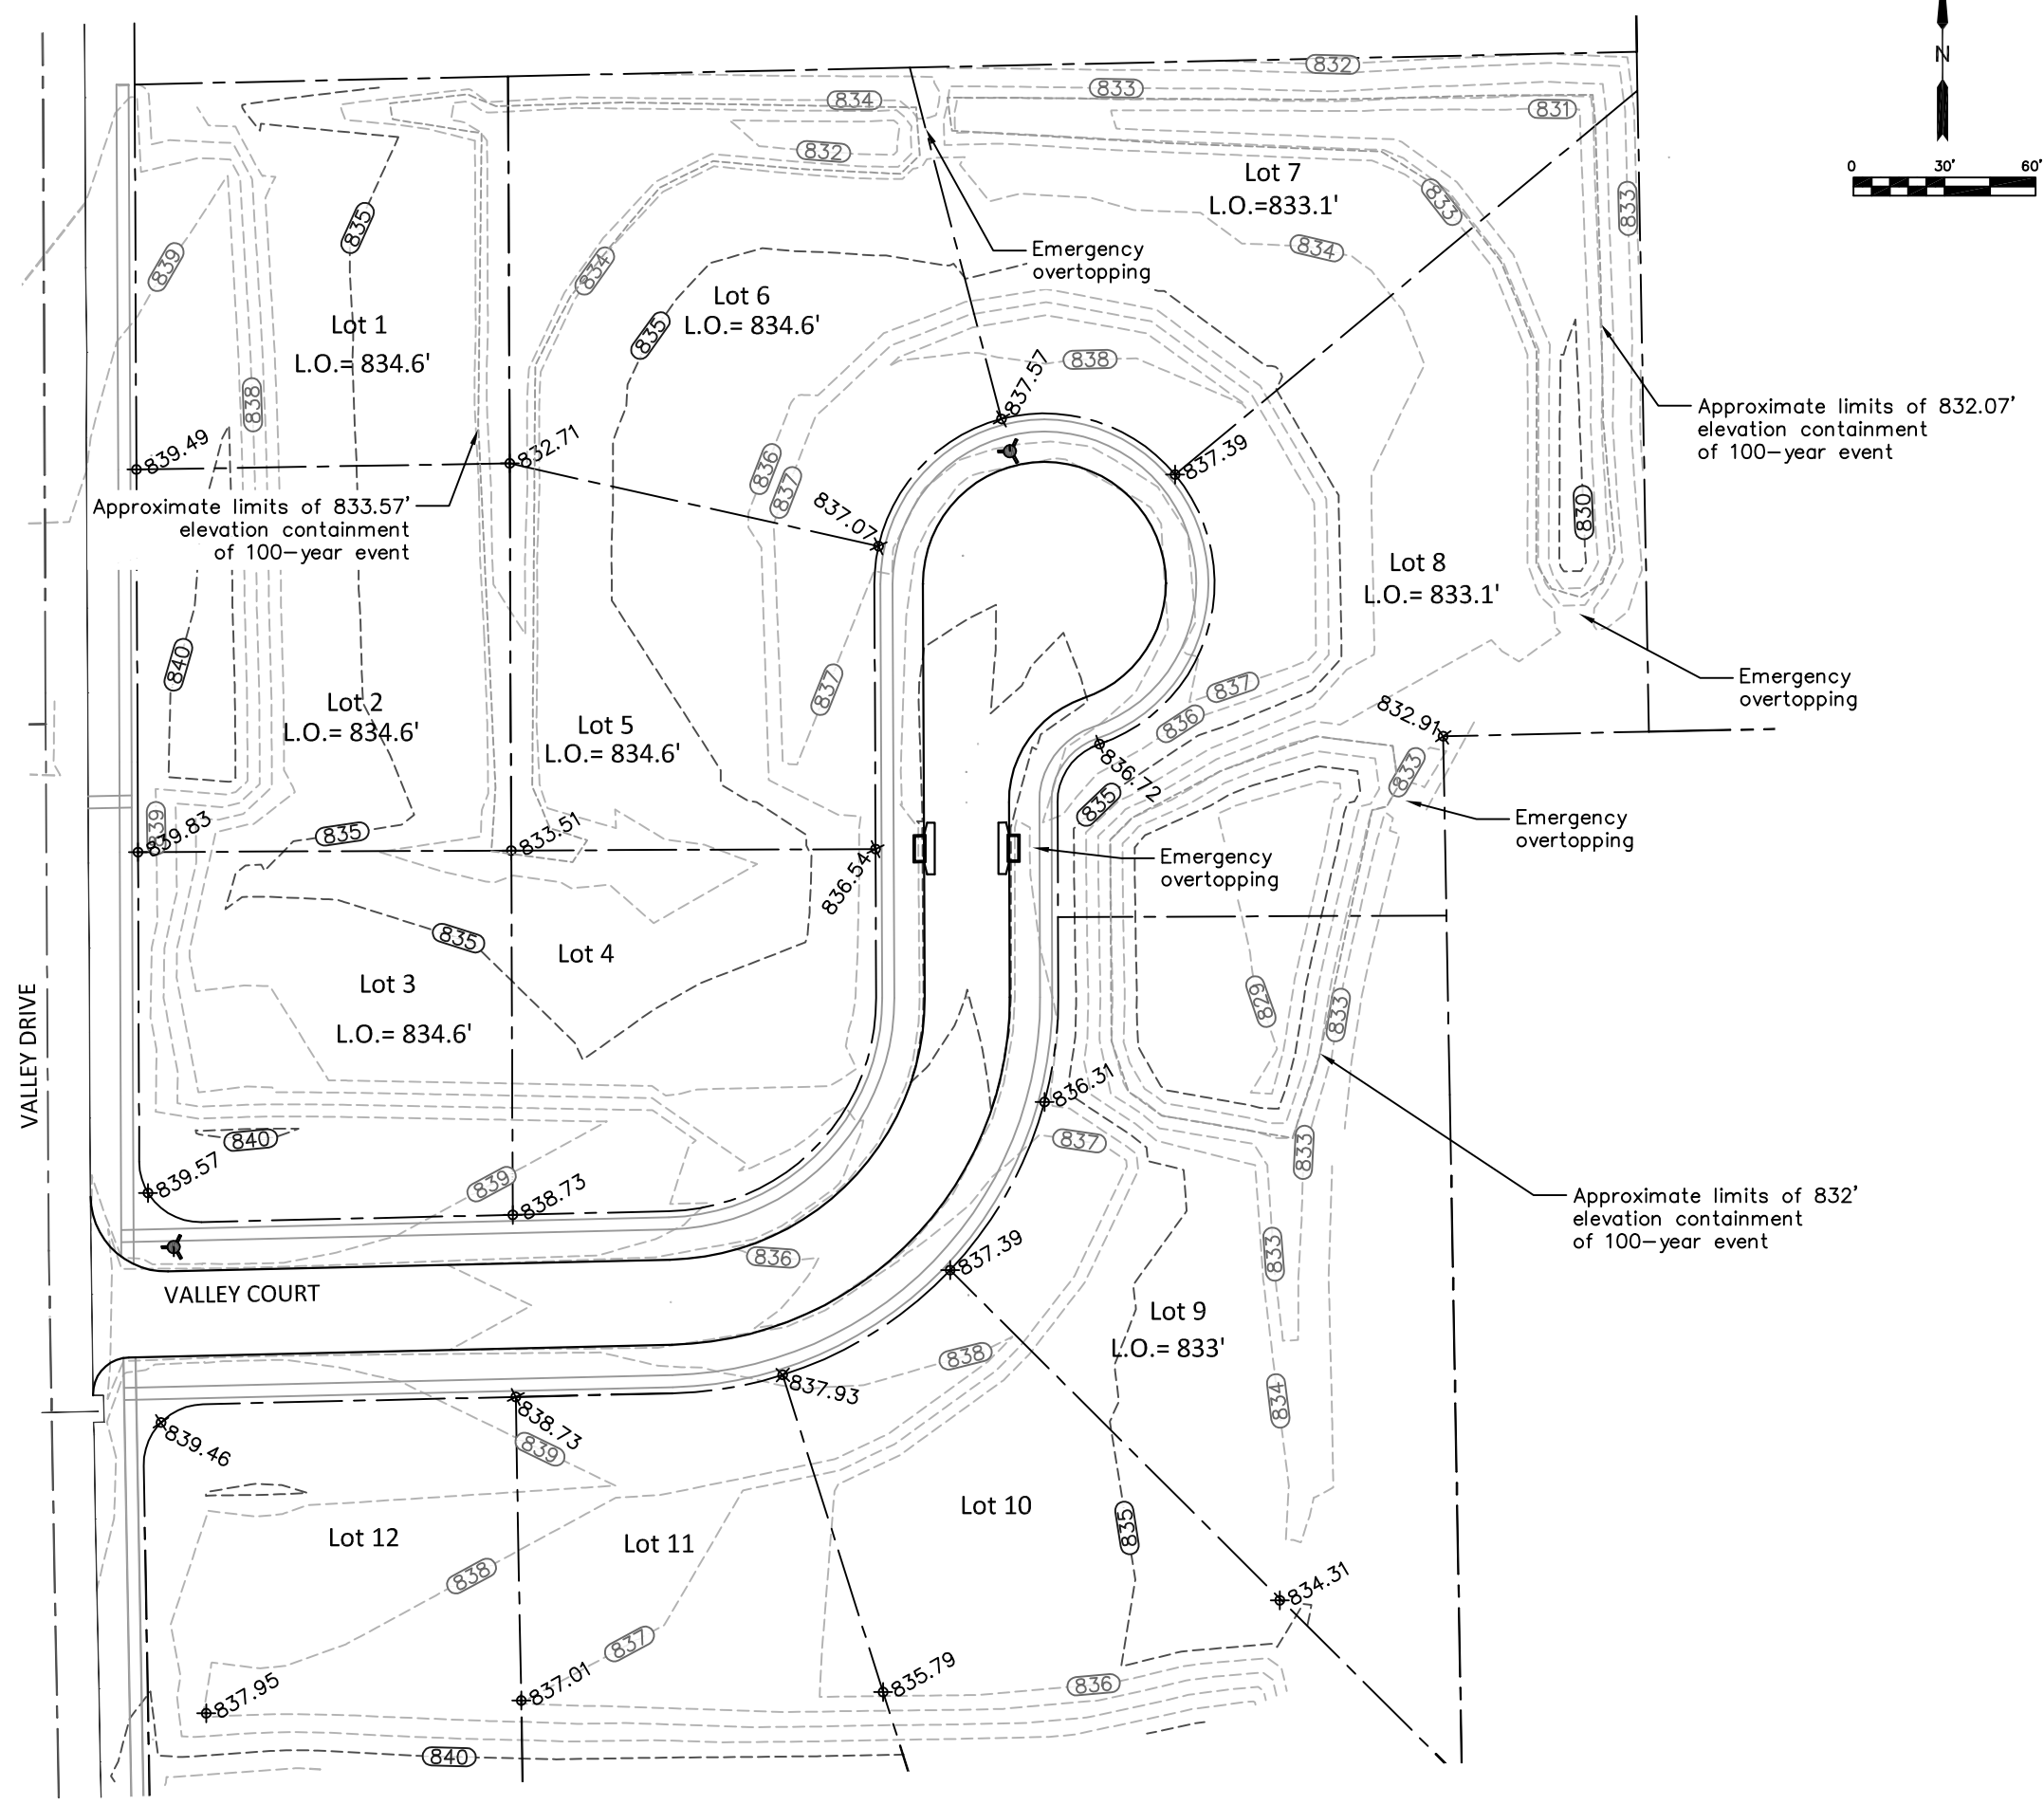 N
0 30' 60'
832
833
834
831
832
Lot 7
L.O.=833.1'
833
833
835
839
834
834
Emergency
overtopping
Lot 6
L.O.= 834.6'
Lot 1
L.O.= 834.6'
835
838
838
837.57
Approximate limits of 832.07'
elevation containment
of 100-year event
839.49
832.71
837.39
836
837
830
Approximate limits of 833.57'
elevation containment
of 100-year event
837.07
Lot 8
L.O.= 833.1'
840
837
837
836
Emergency
overtopping
Lot 2
L.O.= 834.6'
Lot 5
L.O.= 834.6'
832.91
836.72
833
835
Emergency
overtopping
839
839.83
835
833.51
836.54
Emergency
overtopping
835
Lot 4
Lot 3
L.O.= 834.6'
829
833
VALLEY DRIVE
836.31
837
833
840
839.57
839
838.73
Approximate limits of 832'
elevation containment
of 100-year event
836
837.39
833
VALLEY COURT
Lot 9
L.O.= 833'
838
837.93
834
838.73
839
839.46
Lot 10
835
Lot 12
Lot 11
838
834.31
837
837.95
837.01
835.79
836
840